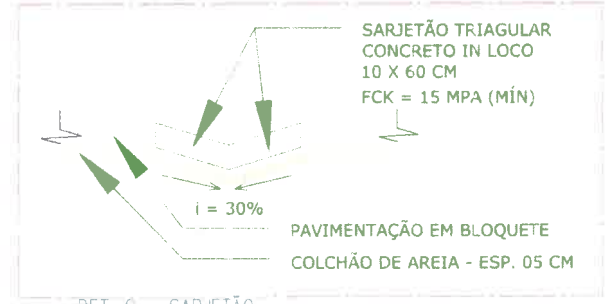 SARJETÃO TRIAGULAR
CONCRETO IN LOCO
10 X 60 CM
FCK = 15 MPA (MÍN)
i = 30%
PAVIMENTAÇÃO EM BLOQUETE
COLCHÃO DE AREIA - ESP. 05 CM
SARJETÃO